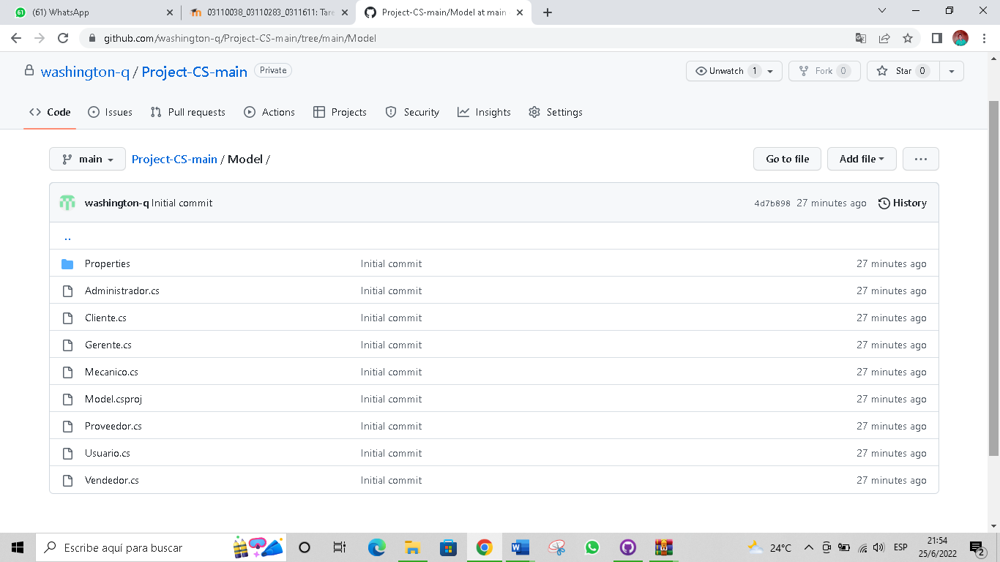 (61) WhatsApp
03110038_03110283_0311611: Tare
Project-CS-main/Model at main
github.com/washington-q/Project-CS-main/tree/main/Model
washington-q / Project-CS-main Private
Unwatch 1 Fork 0 Star 0
Code Issues Pull requests Actions Projects Security Insights Settings
main Project-CS-main / Model / Go to file Add file ...
washington-q Initial commit 4d7b898 27 minutes ago History
..
Properties Initial commit 27 minutes ago
Administrador.cs Initial commit 27 minutes ago
Cliente.cs Initial commit 27 minutes ago
Gerente.cs Initial commit 27 minutes ago
Mecanico.cs Initial commit 27 minutes ago
Model.csproj Initial commit 27 minutes ago
Proveedor.cs Initial commit 27 minutes ago
Usuario.cs Initial commit 27 minutes ago
Vendedor.cs Initial commit 27 minutes ago
Escribe aquí para buscar
24°C
ESP
21:54
25/6/2022
2